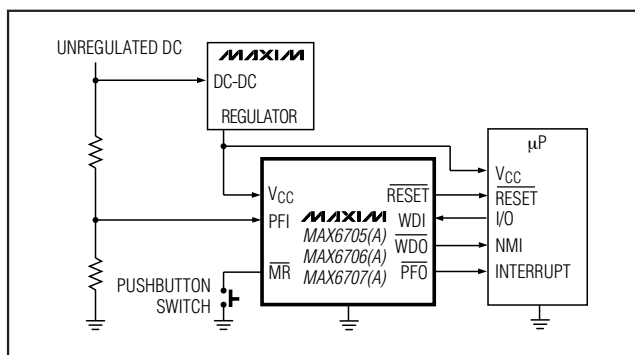 UNREGULATED DC
MAXIM
DC-DC
REGULATOR
µP
VCC
RESET
I/O
NMI
INTERRUPT
VCC
PFI
MR
MAXIM
MAX6705(A)
MAX6706(A)
MAX6707(A)
RESET
WDI
WDO
PFO
PUSHBUTTON
SWITCH